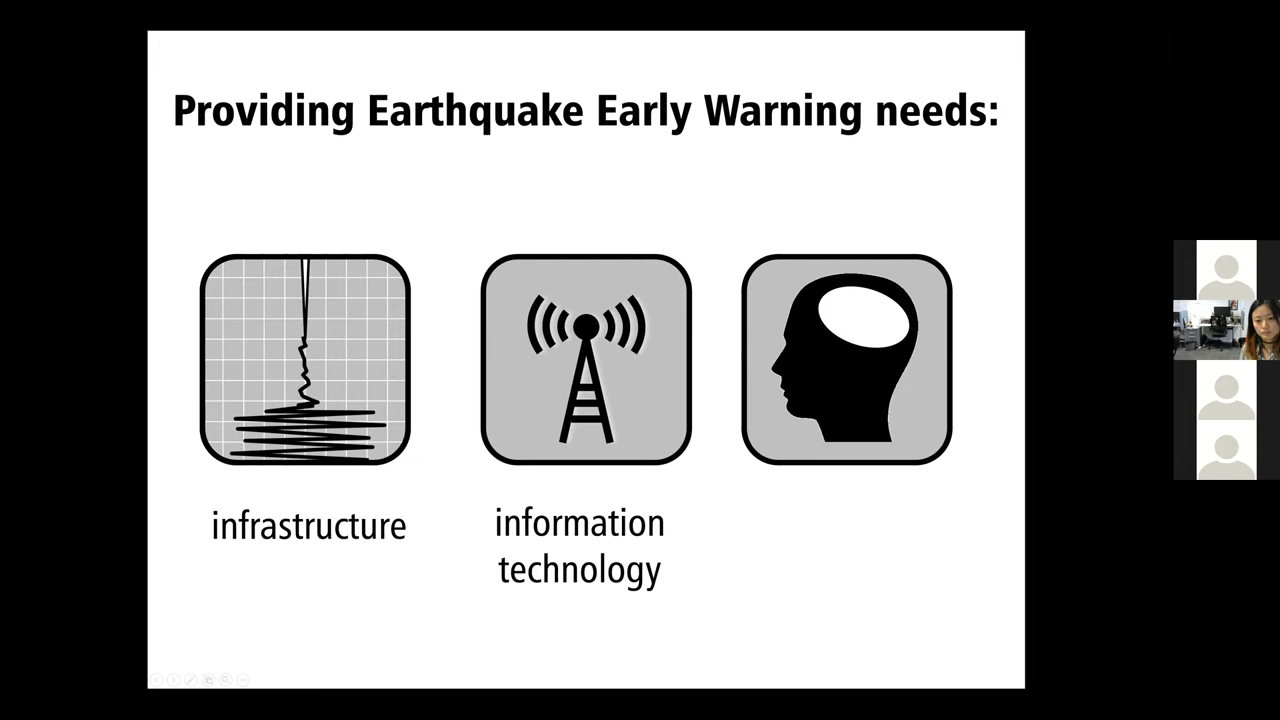 Providing Earthquake Early Warning needs:
infrastructure
information
technology